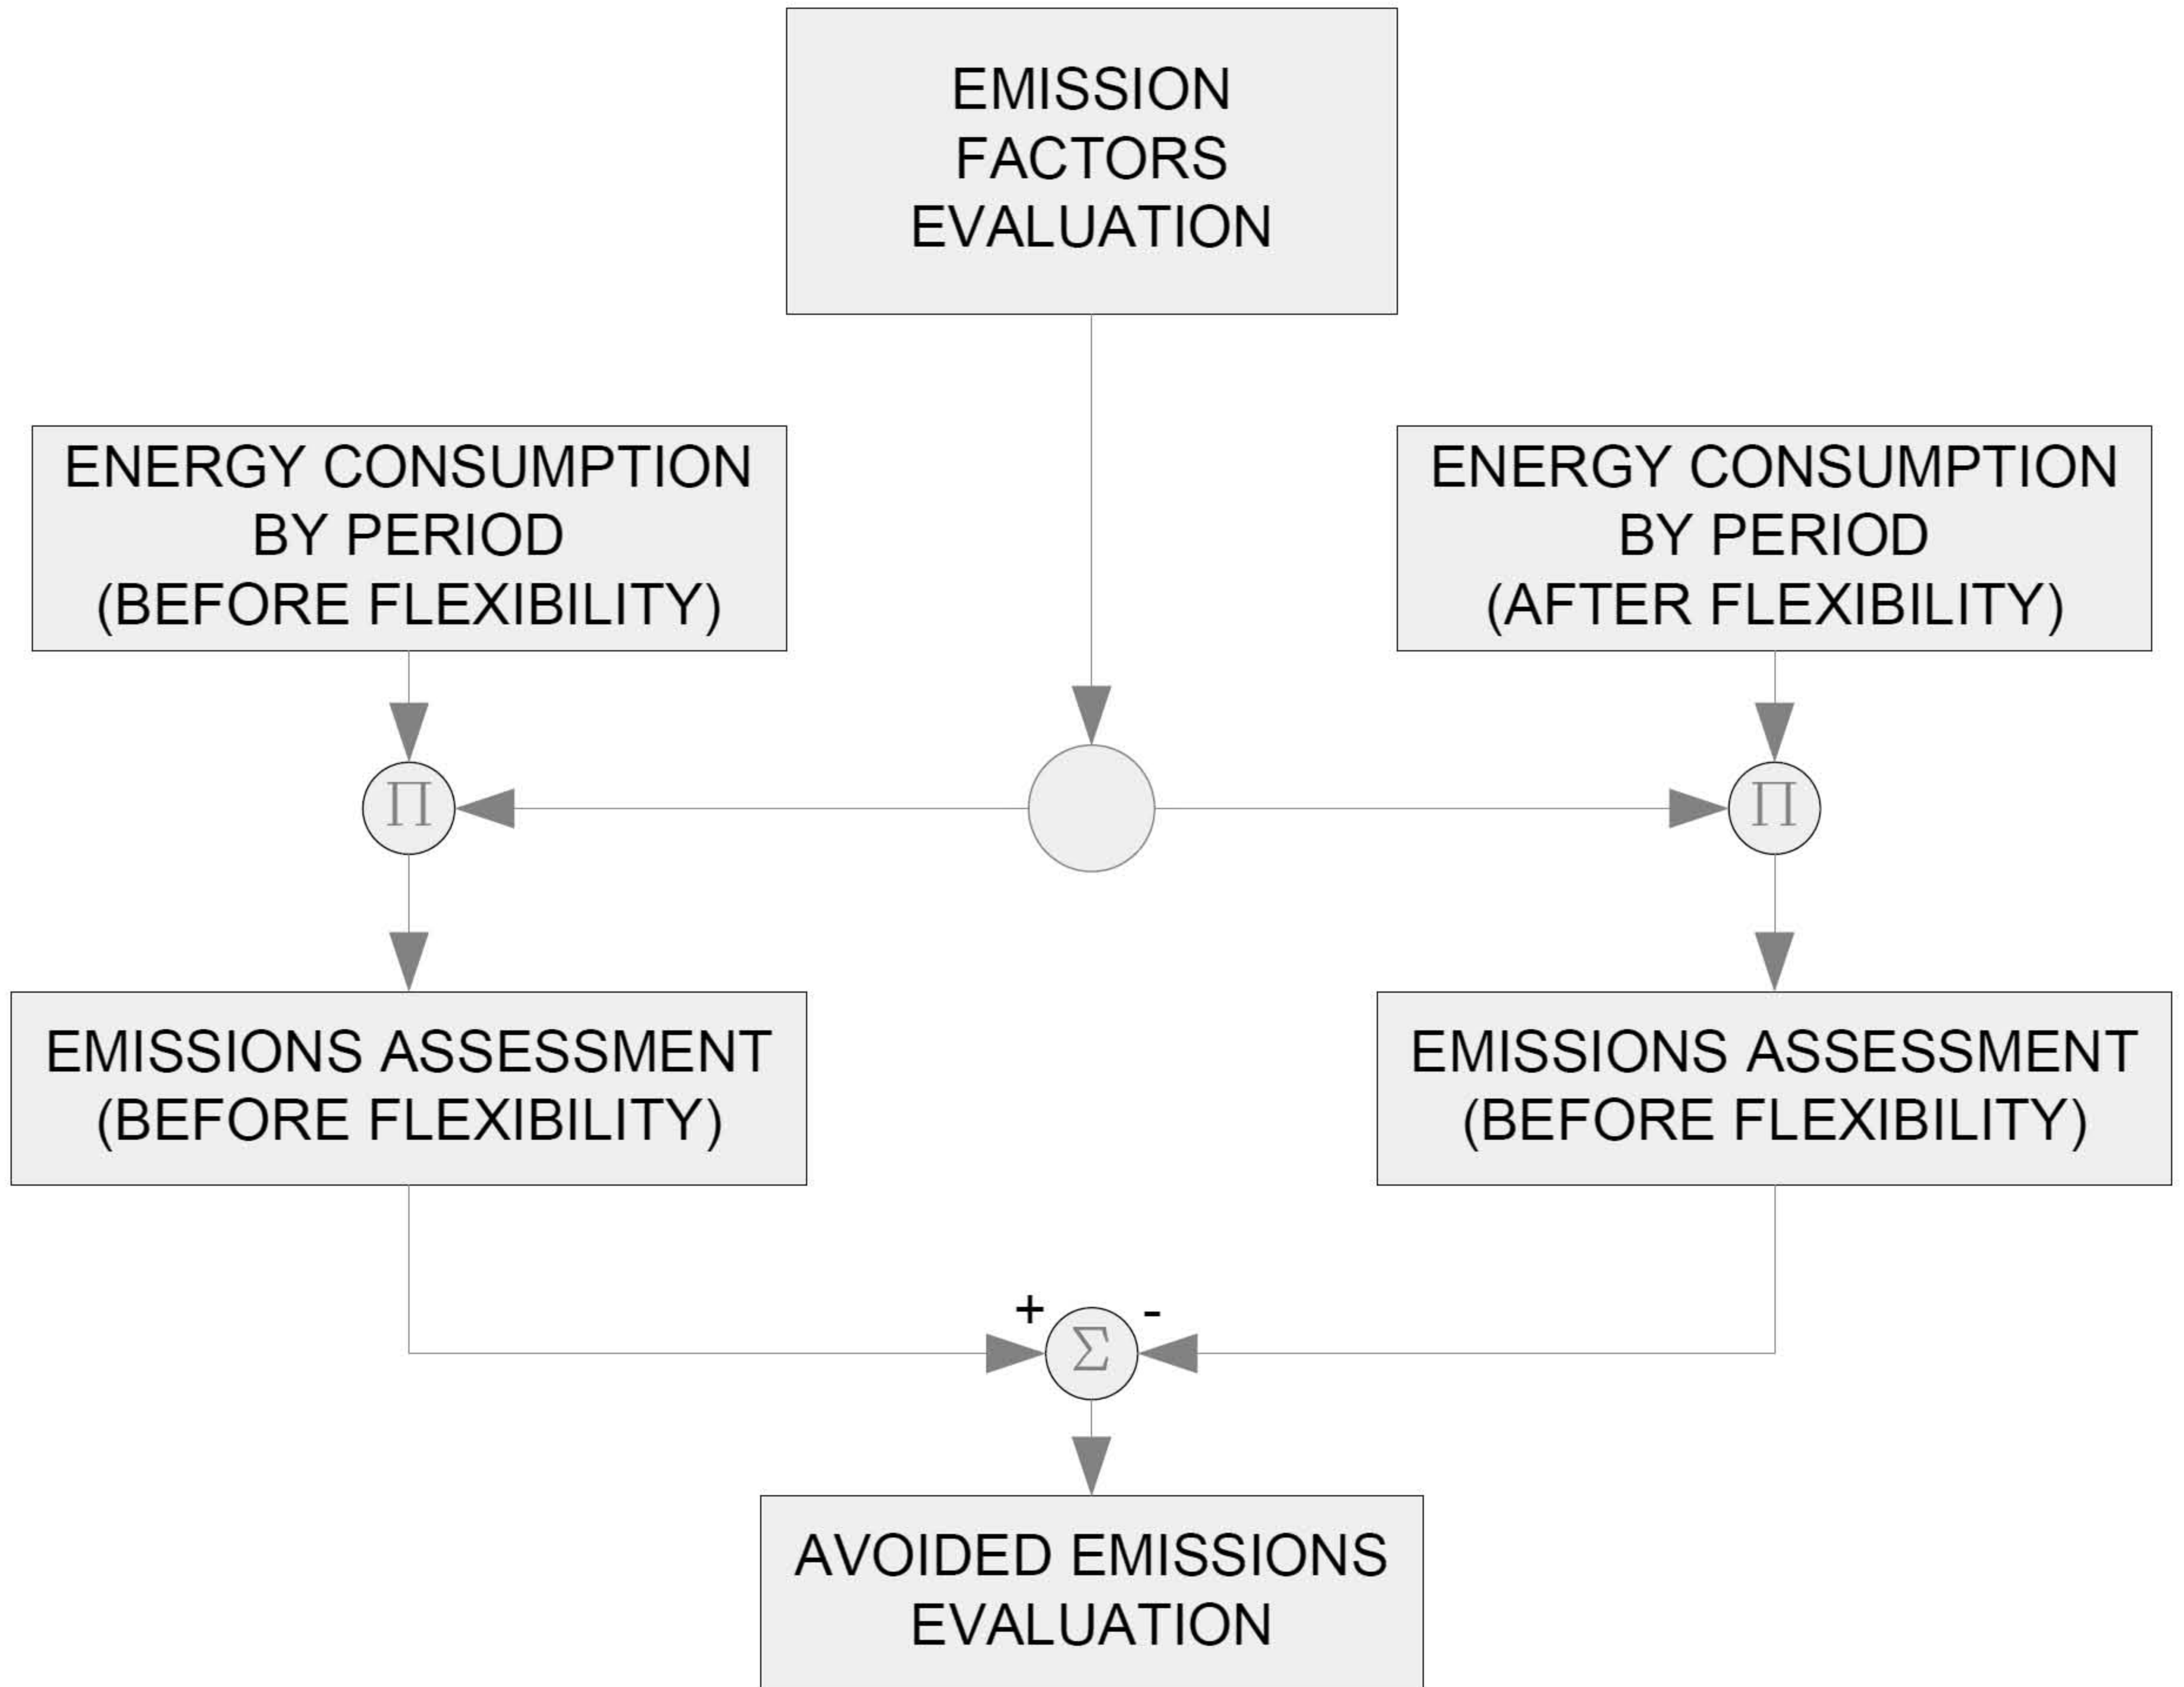 EMISSION
FACTORS
EVALUATION
ENERGY CONSUMPTION
BY PERIOD
(BEFORE FLEXIBILITY)
ENERGY CONSUMPTION
BY PERIOD
(AFTER FLEXIBILITY)
Π
Π
EMISSIONS ASSESSMENT
(BEFORE FLEXIBILITY)
EMISSIONS ASSESSMENT
(BEFORE FLEXIBILITY)
+
-
Σ
AVOIDED EMISSIONS
EVALUATION